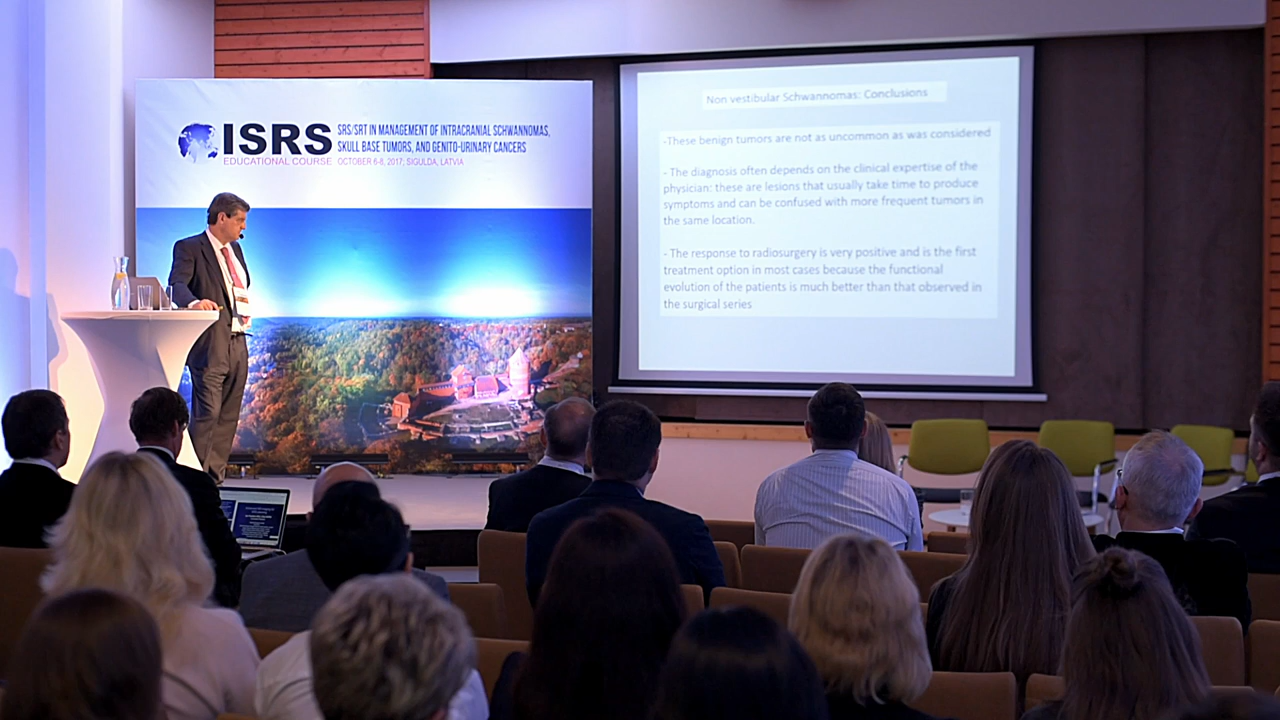 ISRS
EDUCATIONAL COURSE
SRS/SRT IN MANAGEMENT OF INTRACRANIAL SCHWANNOMAS,
SKULL BASE TUMORS, AND GENITO-URINARY CANCERS
OCTOBER 6-8, 2017; SIGULDA, LATVIA
Non vestibular Schwannomas: Conclusions
-These benign tumors are not as uncommon as was considered
- The diagnosis often depends on the clinical expertise of the
physician: these are lesions that usually take time to produce
symptoms and can be confused with more frequent tumors in
the same location.
- The response to radiosurgery is very positive and is the first
treatment option in most cases because the functional
evolution of the patients is much better than that observed in
the surgical series